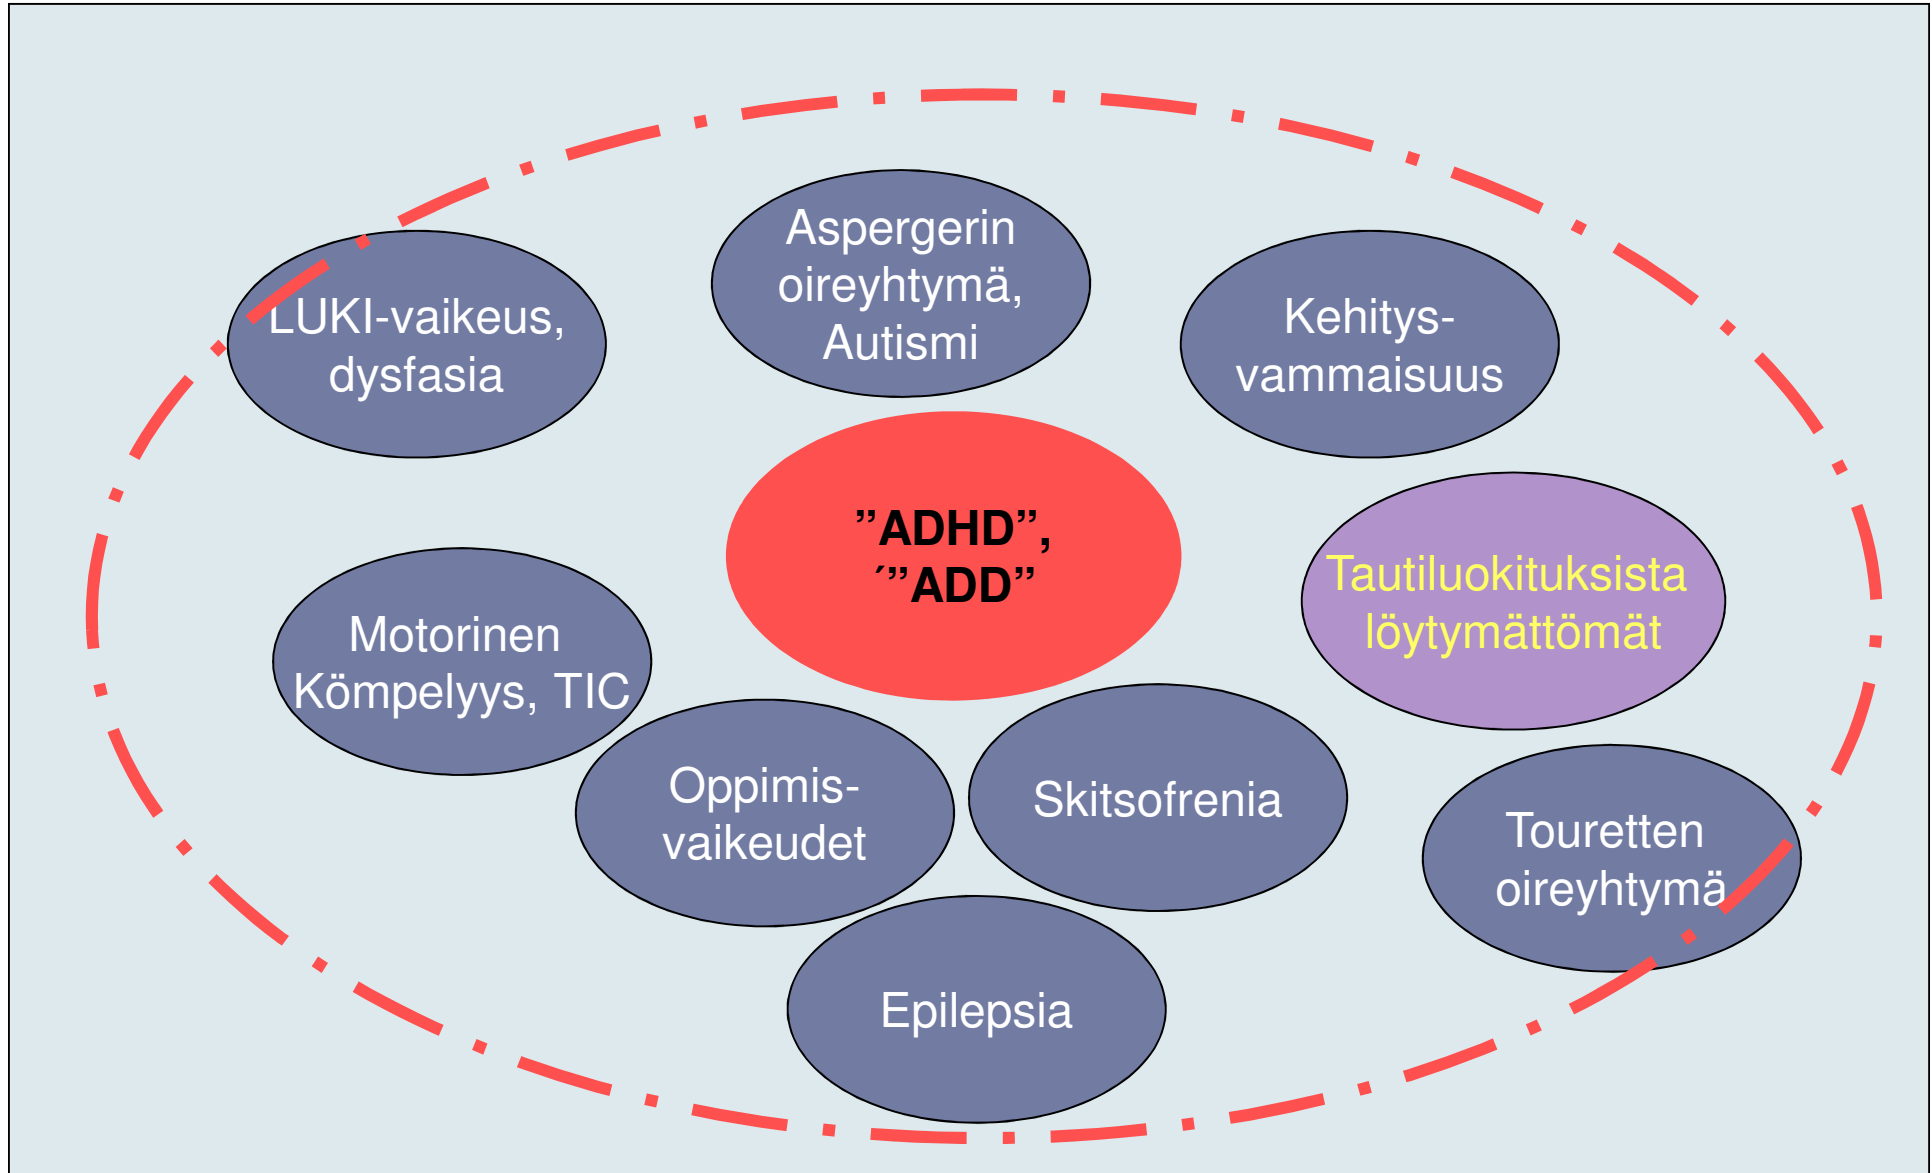 Aspergerin
oireyhtymä,
Autismi
LUKI-vaikeus,
dysfasia
Kehitys-
vammaisuus
”ADHD”,
´”ADD”
Tautiluokituksista
löytymättömät
Motorinen
Kömpelyys, TIC
Oppimis-
vaikeudet
Skitsofrenia
Touretten
oireyhtymä
Epilepsia